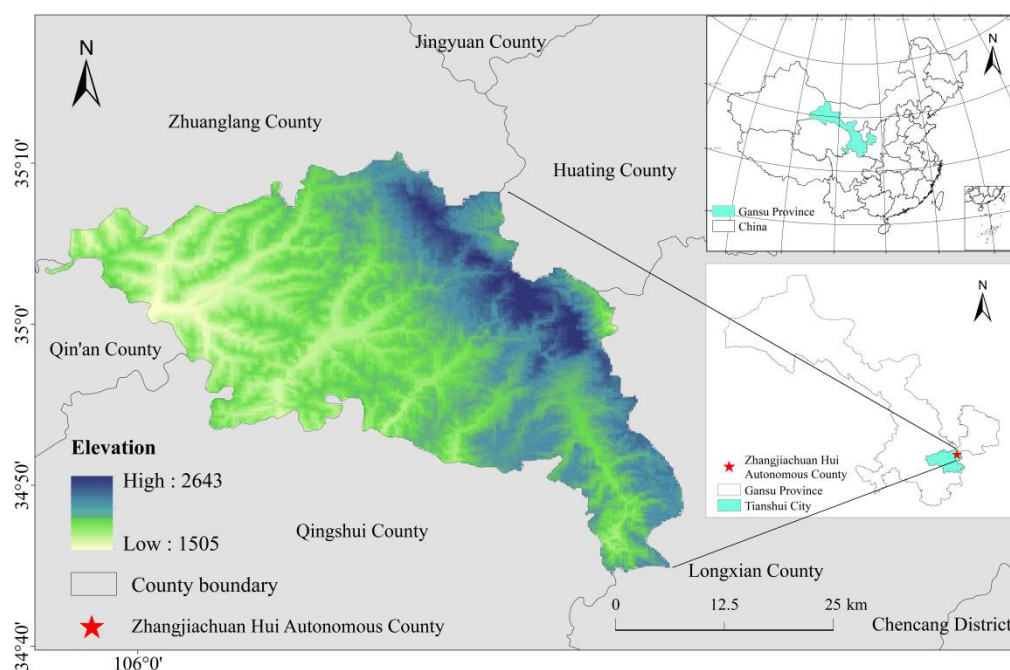 N
Jingyuan County
Zhuanglang County
Huating County
35°10'
35°0'
34°50'
34°40'
106°0'
Qin'an County
Elevation
High : 2643
Low : 1505
Qingshui County
County boundary
Zhangjiachuan Hui Autonomous County
Longxian County
0 12.5 25 km
Chencang District
N
Gansu Province
China
N
Zhangjiachuan Hui
Autonomous County
Gansu Province
Tianshui City